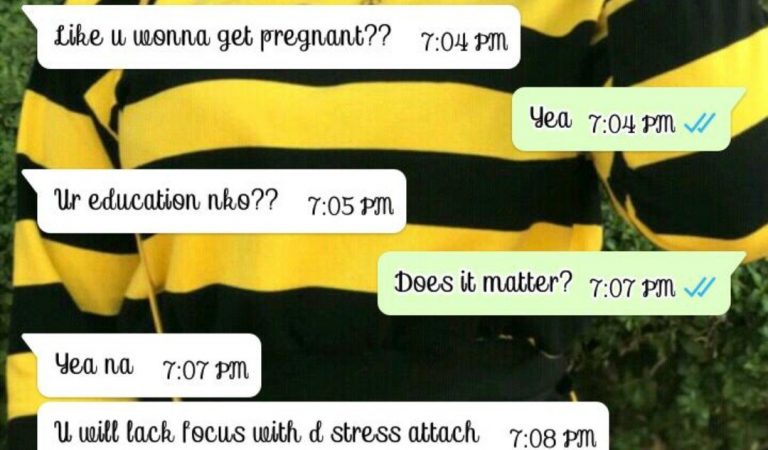 Like u wonna get pregnant?? 7:04 PM
Yea 7:04 PM
Ur education nko?? 7:05 PM
Does it matter? 7:07 PM
Yea na 7:07 PM
U will lack focus with d stress attach 7:08 PM